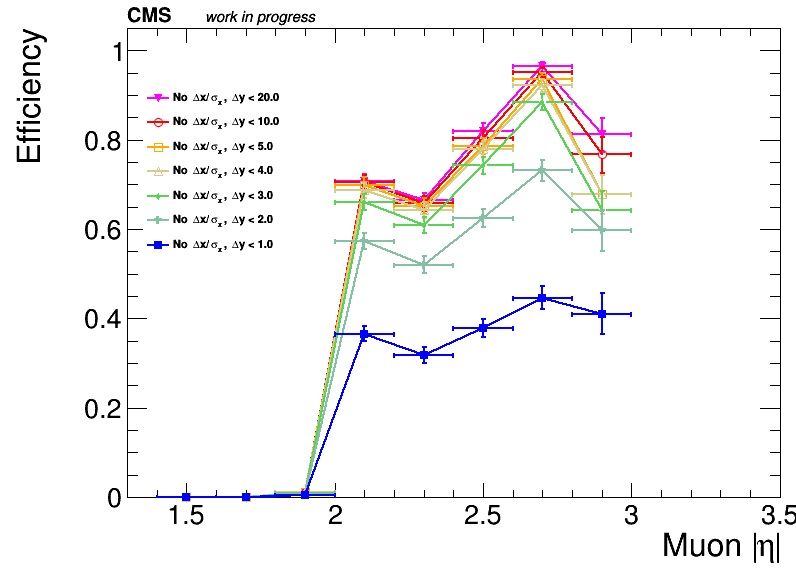 CMS work in progress
Efficiency
1
0.8
0.6
0.4
0.2
0
No Δx/σx, Δy < 20.0
No Δx/σx, Δy < 10.0
No Δx/σx, Δy < 5.0
No Δx/σx, Δy < 4.0
No Δx/σx, Δy < 3.0
No Δx/σx, Δy < 2.0
No Δx/σx, Δy < 1.0
1.5 2 2.5 3 3.5
Muon |η|